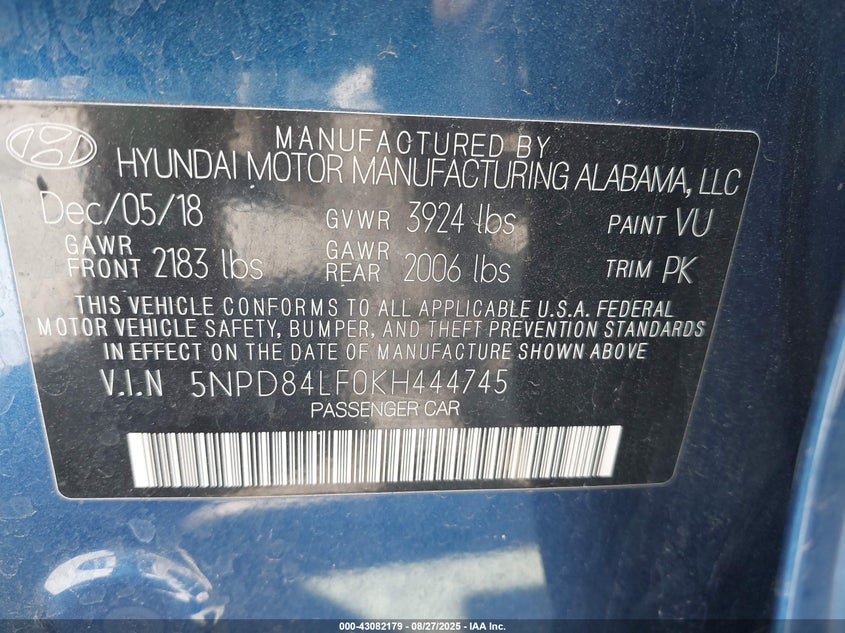 MANUFACTURED BY
HYUNDAI MOTOR MANUFACTURING ALABAMA, LLC
Dec/05/18 GVWR 3924 lbs PAINT VU
GAWR FRONT 2183 lbs GAWR REAR 2006 lbs TRIM PK
THIS VEHICLE CONFORMS TO ALL APPLICABLE U.S.A. FEDERAL
MOTOR VEHICLE SAFETY, BUMPER, AND THEFT PREVENTION STANDARDS
IN EFFECT ON THE DATE OF MANUFACTURE SHOWN ABOVE
V.I.N 5NPD84LF0KH444745
PASSENGER CAR
000-43082179 - 08/27/2025 - IAA Inc.